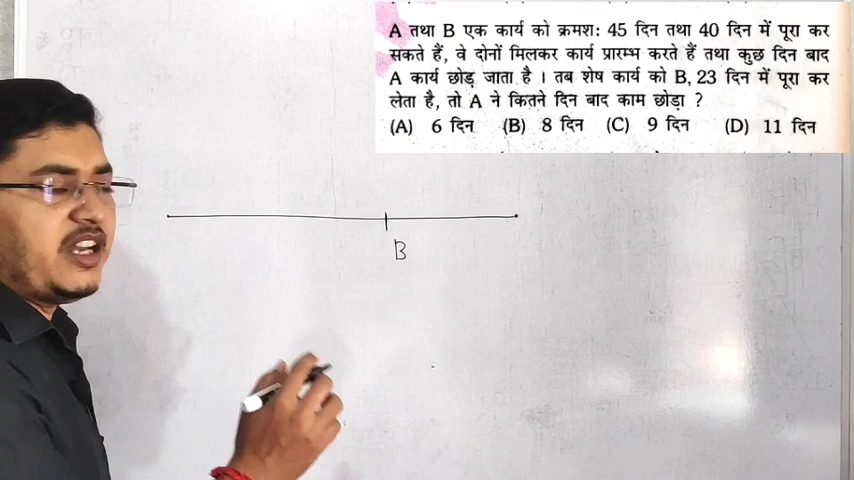 A तथा B एक कार्य को क्रमश: 45 दिन तथा 40 दिन में पूरा कर
सकते हैं, वे दोनों मिलकर कार्य प्रारम्भ करते हैं तथा कुछ दिन बाद
A कार्य छोड़ जाता है । तब शेष कार्य को B, 23 दिन में पूरा कर
लेता है, तो A ने कितने दिन बाद काम छोड़ा ?
(A) 6 दिन (B) 8 दिन (C) 9 दिन (D) 11 दिन
B